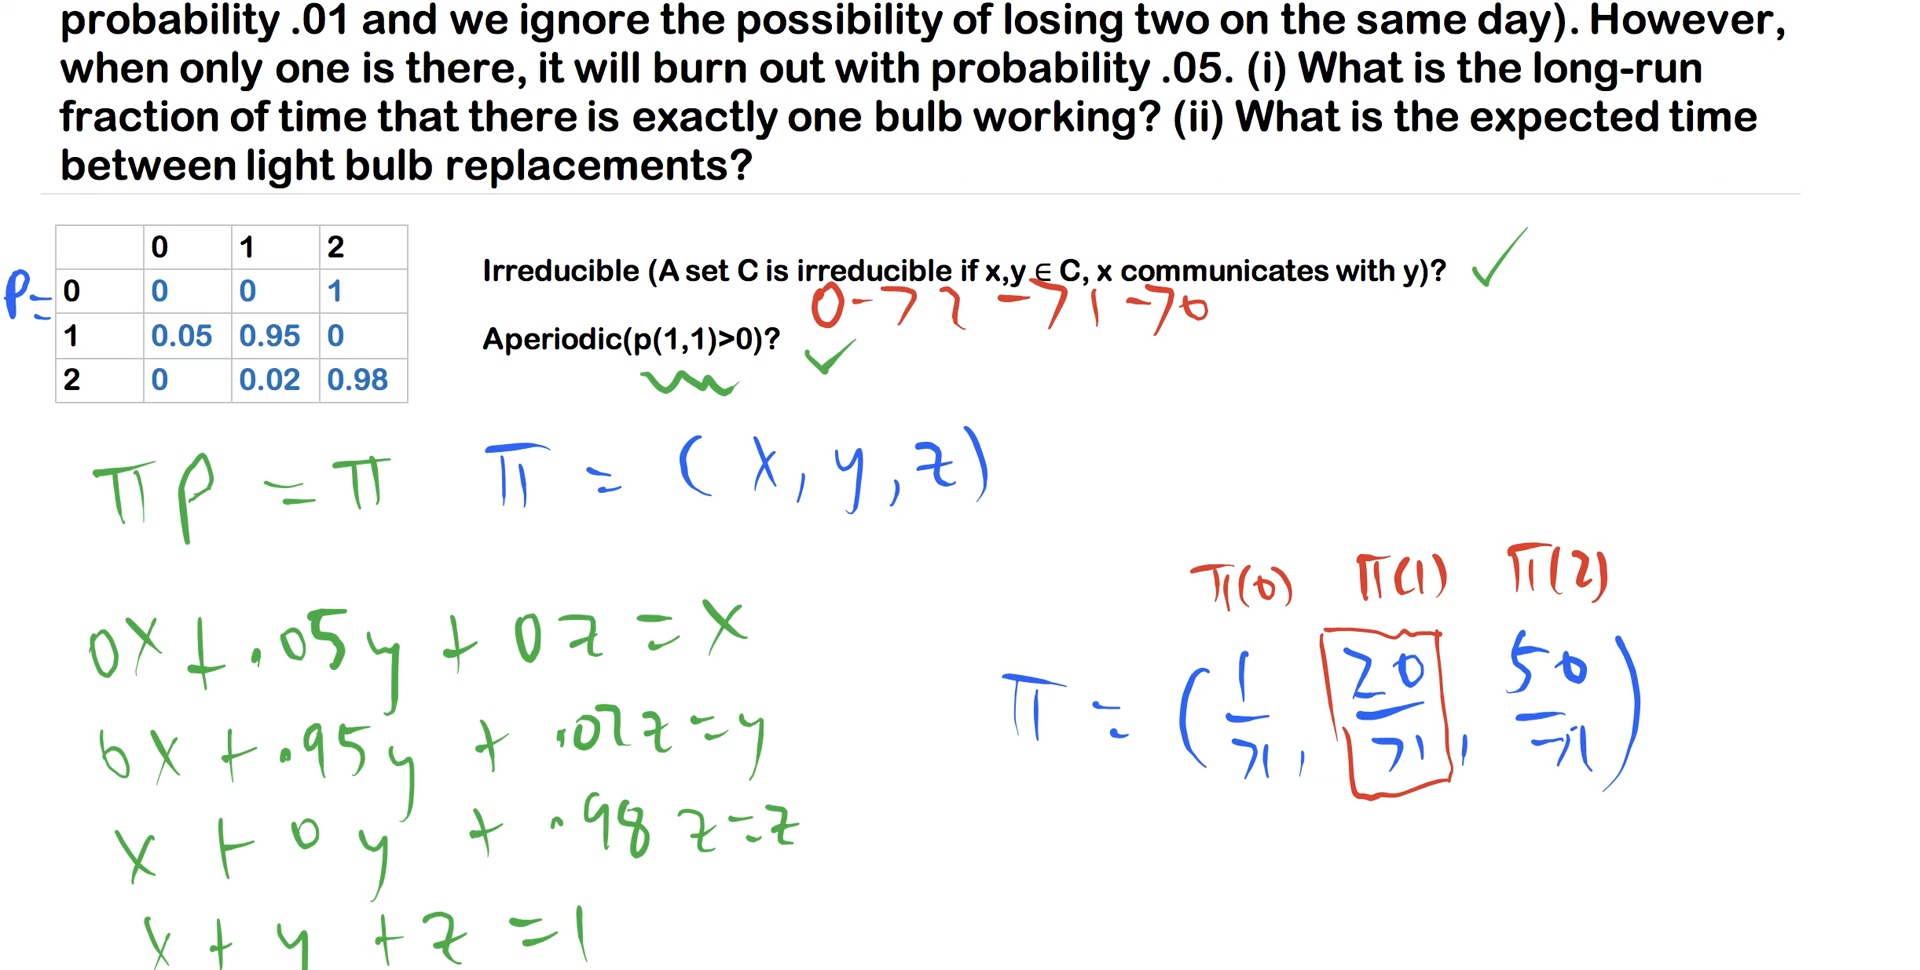 probability .01 and we ignore the possibility of losing two on the same day). However,
when only one is there, it will burn out with probability .05. (i) What is the long-run
fraction of time that there is exactly one bulb working? (ii) What is the expected time
between light bulb replacements?
0 1 2
P= 0 0 0 1
1 0.05 0.95 0
2 0 0.02 0.98
Irreducible (A set C is irreducible if x,y ∈ C, x communicates with y)? ✓
0->2->1->0
Aperiodic(p(1,1)>0)? ✓
πP = π
π = (x, y, z)
0x + .05y + 0z = x
0x + .95y + .02z = y
x + 0y + .98z = z
x + y + z = 1
π(0) π(1) π(2)
π = (1/71, 20/71, 50/71)